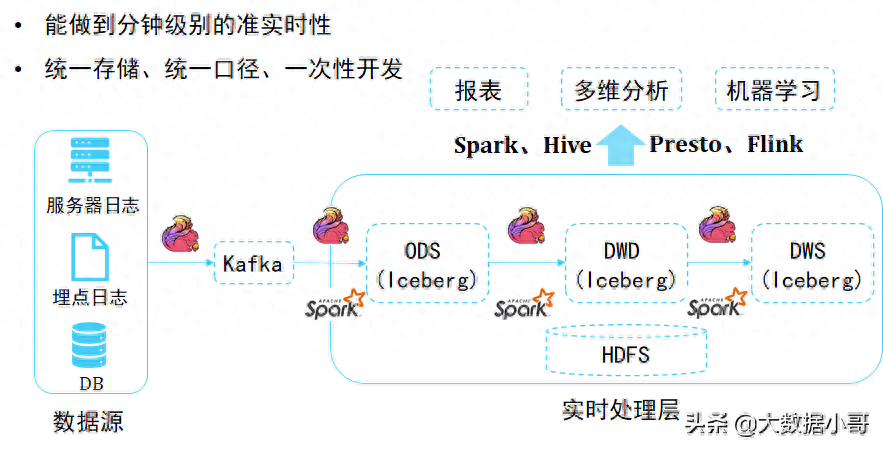 • 能做到分钟级别的准实时性
• 统一存储、统一口径、一次性开发
报表
多维分析
机器学习
Spark、Hive
Presto、Flink
服务器日志
埋点日志
DB
数据源
Kafka
ODS
(Iceberg)
DWD
(Iceberg)
DWS
(Iceberg)
APACHE
Spark
APACHE
Spark
APACHE
Spark
HDFS
实时处理层
头条 @大数据小哥